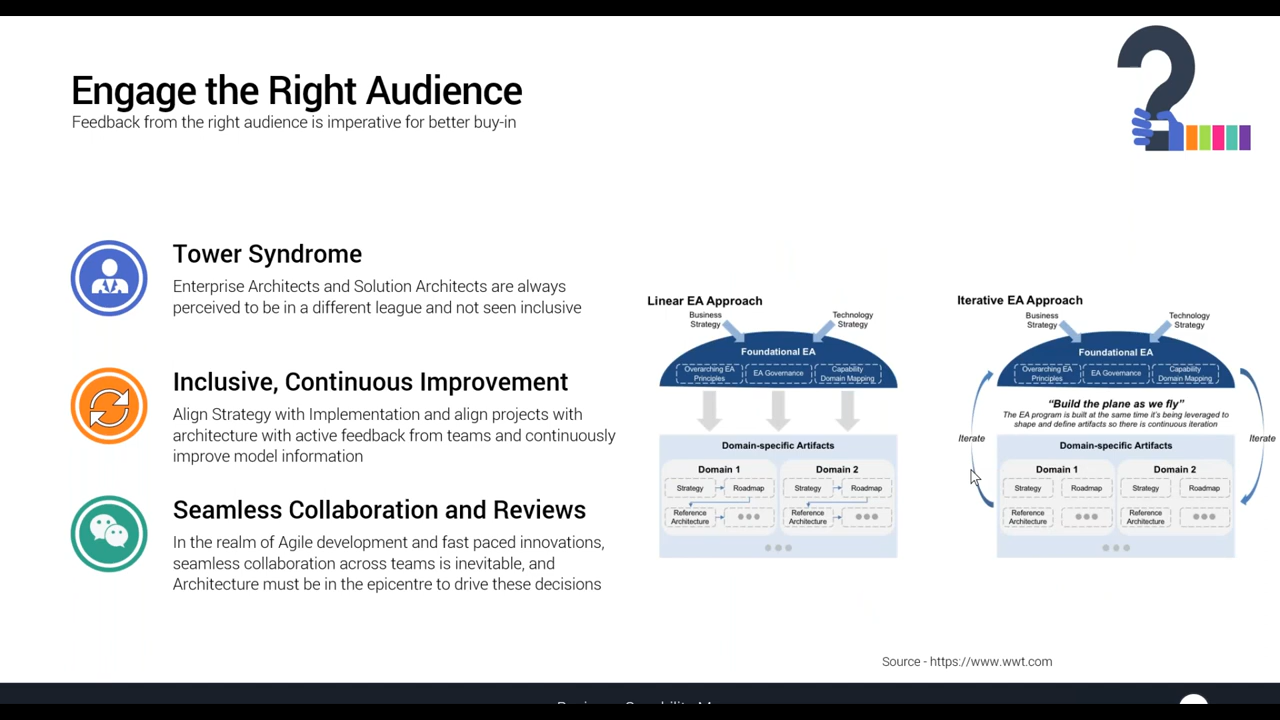 Engage the Right Audience
Feedback from the right audience is imperative for better buy-in
Tower Syndrome
Enterprise Architects and Solution Architects are always
perceived to be in a different league and not seen inclusive
Inclusive, Continuous Improvement
Align Strategy with Implementation and align projects with
architecture with active feedback from teams and continuously
improve model information
Seamless Collaboration and Reviews
In the realm of Agile development and fast paced innovations,
seamless collaboration across teams is inevitable, and
Architecture must be in the epicentre to drive these decisions
Linear EA Approach
Business
Strategy
Technology
Strategy
Foundational EA
Overarching EA
Principles
EA Governance
Capability
Domain Mapping
Domain-specific Artifacts
Domain 1
Strategy
Roadmap
Reference
Architecture
Domain 2
Strategy
Roadmap
Reference
Architecture
Iterative EA Approach
Business
Strategy
Technology
Strategy
Foundational EA
Overarching EA
Principles
EA Governance
Capability
Domain Mapping
“Build the plane as we fly”
The EA program is built at the same time it's being leveraged to
shape and define artifacts so there is continuous iteration
Iterate
Iterate
Domain-specific Artifacts
Domain 1
Strategy
Roadmap
Reference
Architecture
Domain 2
Strategy
Roadmap
Reference
Architecture
Source - https://www.wwt.com